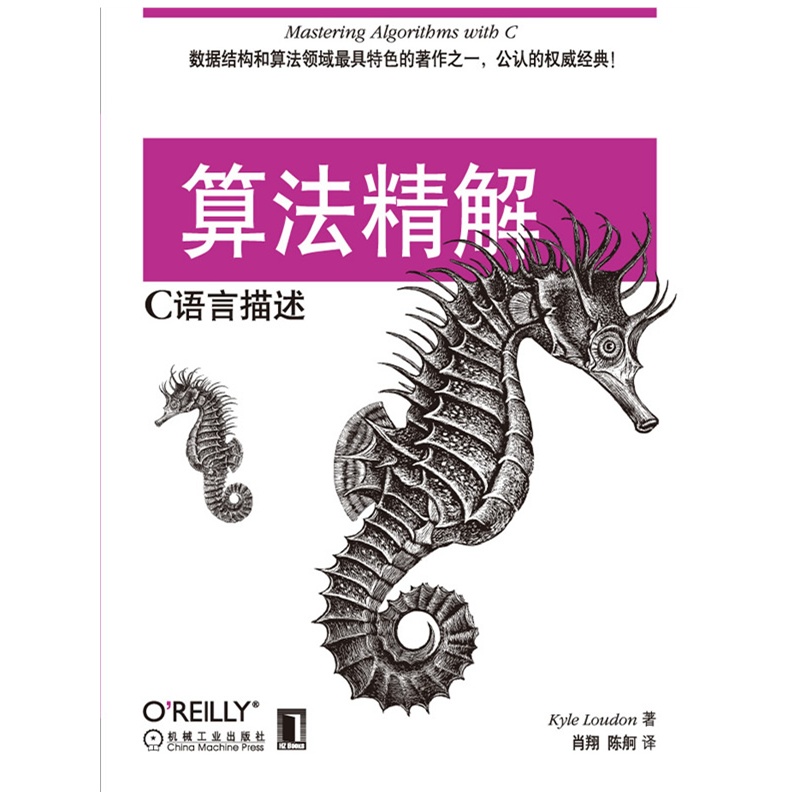 Mastering Algorithms with C
数据结构和算法领域最具特色的著作之一，公认的权威经典！
算法精解
C语言描述
O'REILLY®
机械工业出版社
China Machine Press
HZ Books
Kyle Loudon 著
肖翔 陈舸 译